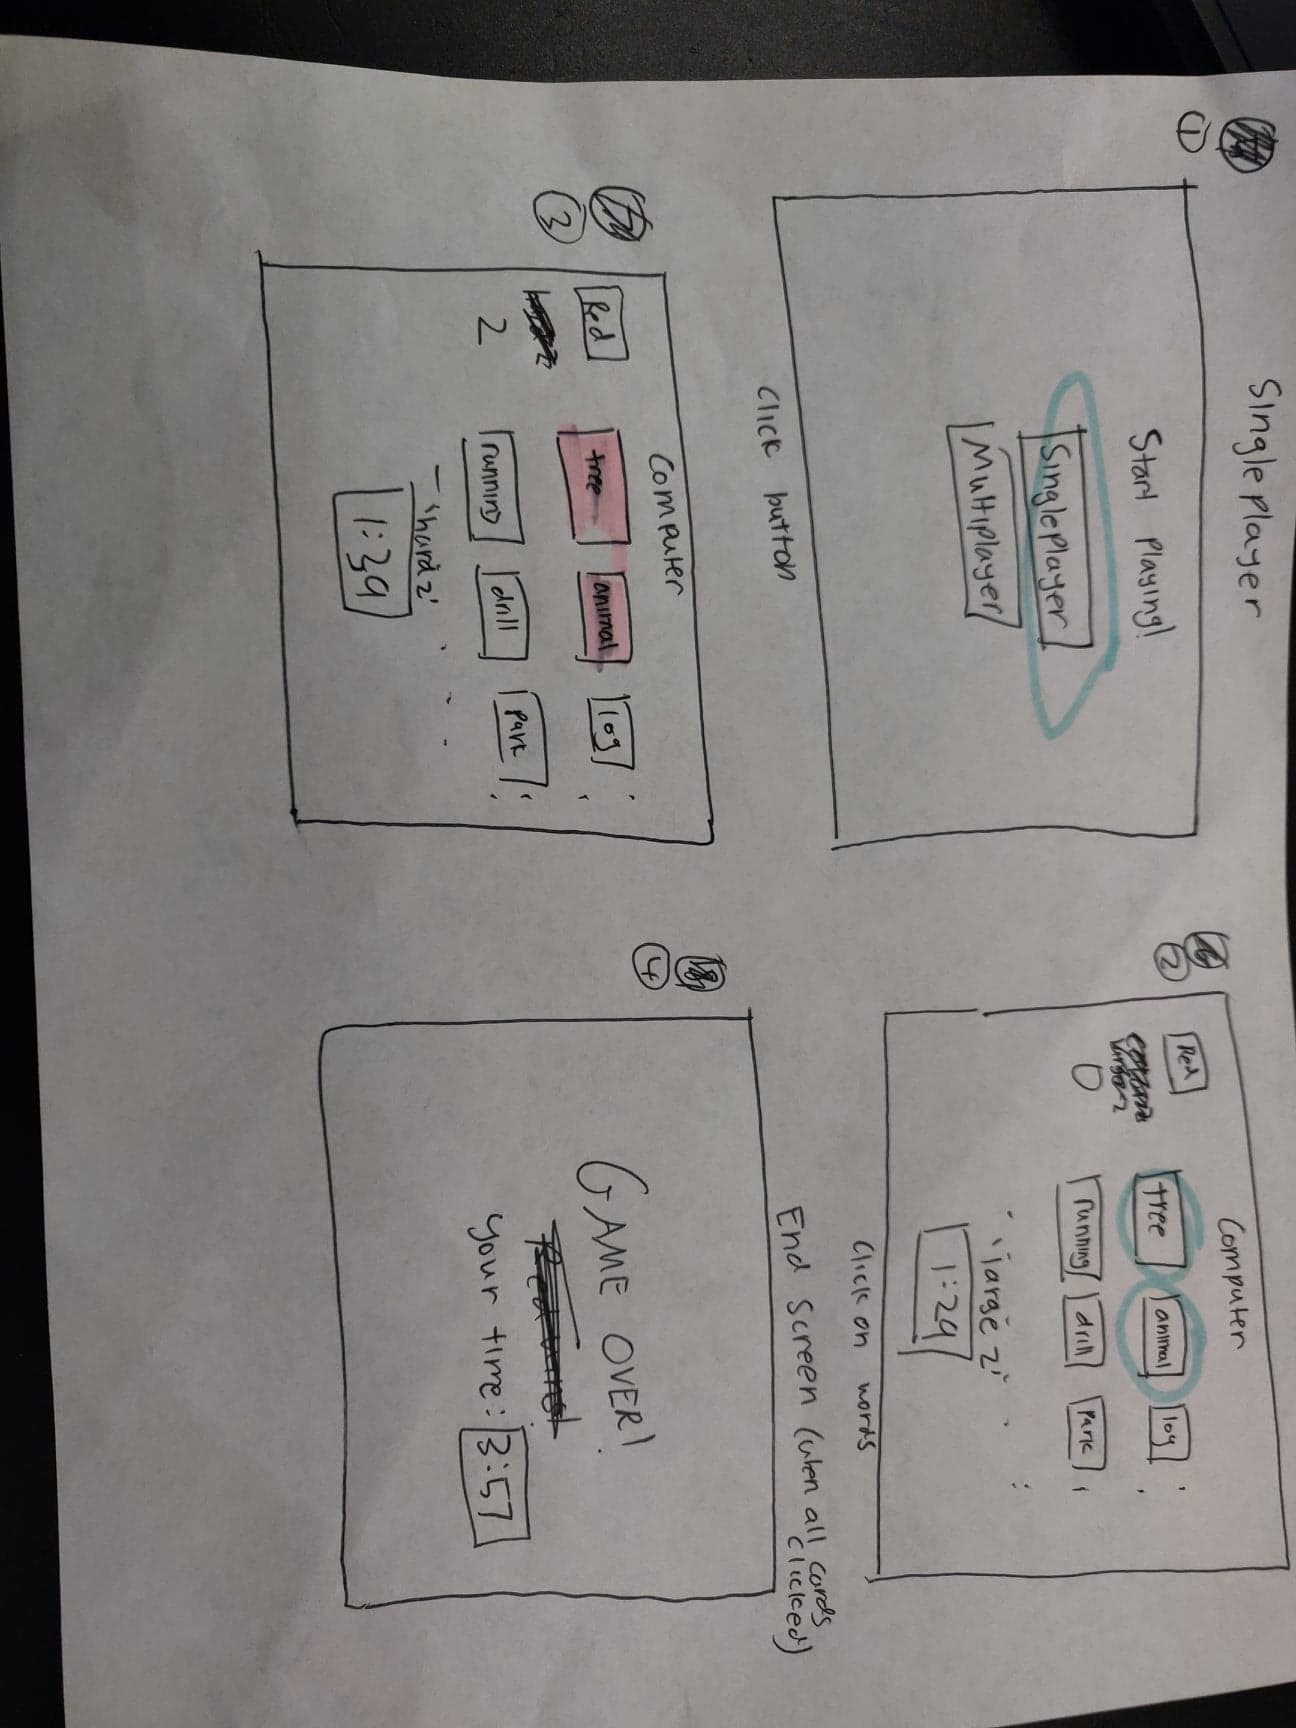 Singleplayer
1
Start Playing!
Singleplayer
Multiplayer
Click button
2
Computer
Red
tree animal log
0
running drill park
"large 2"
1:29
Click on words
3
Computer
Red
tree animal log
2
running drill park
"hard 2"
1:39
End Screen (when all cards
clicked)
4
GAME OVER!
your time: 3:57